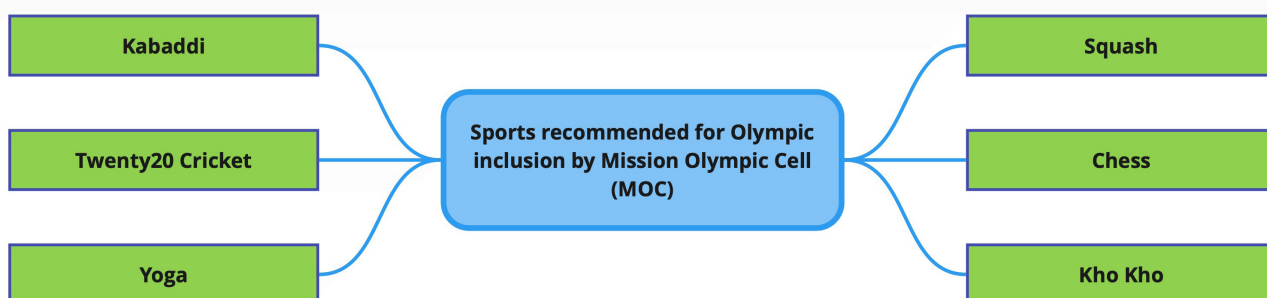 Kabaddi
Twenty20 Cricket
Yoga
Sports recommended for Olympic
inclusion by Mission Olympic Cell
(MOC)
Squash
Chess
Kho Kho